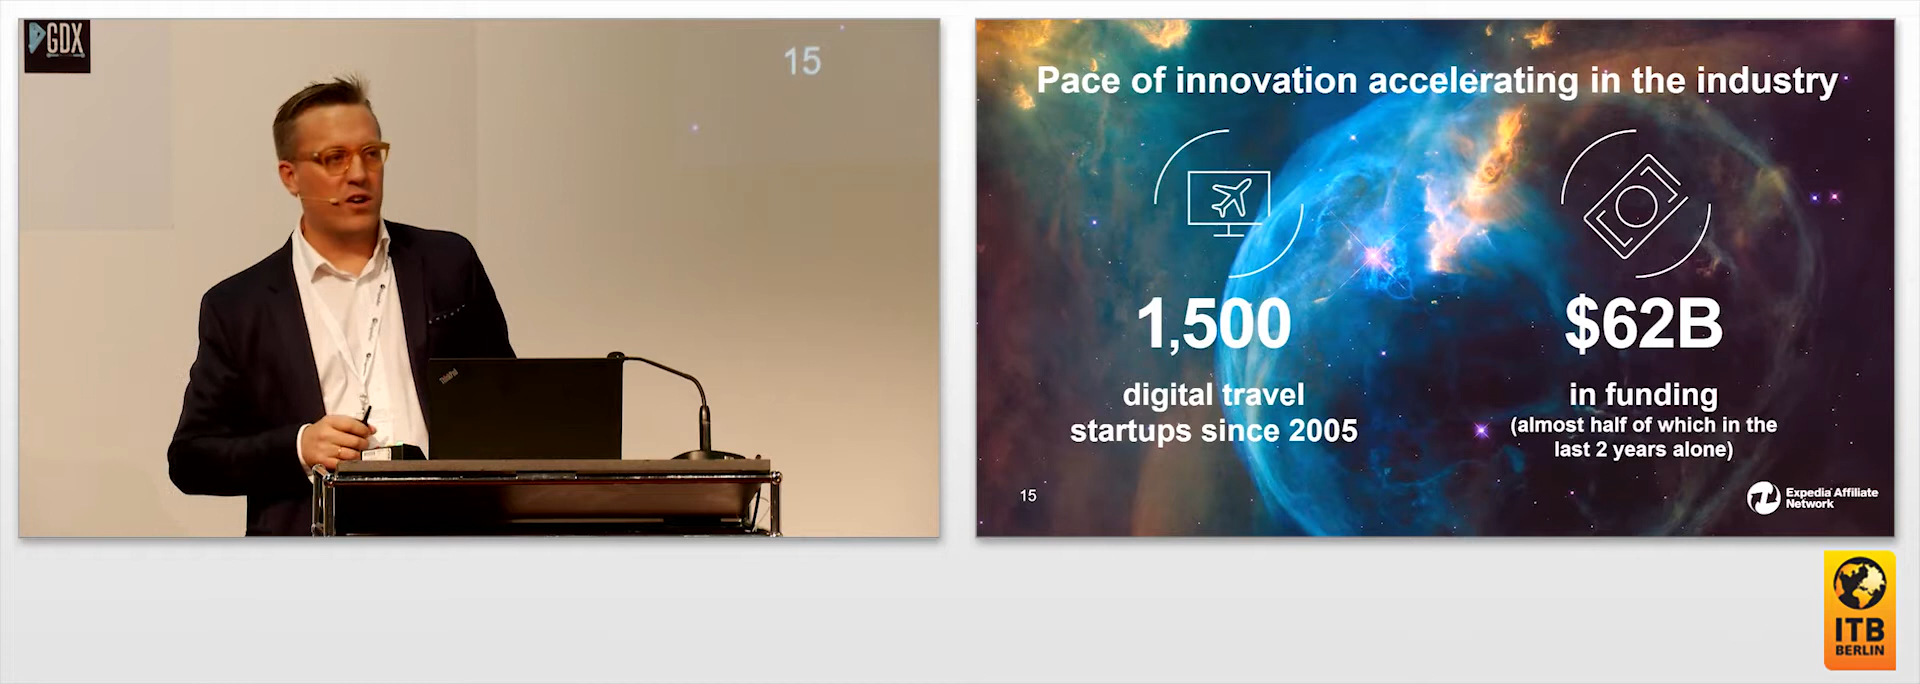 GDX
15
ThinkPad
Pace of innovation accelerating in the industry
1,500
digital travel
startups since 2005
$62B
in funding
(almost half of which in the
last 2 years alone)
15
Expedia Affiliate
Network
ITB
BERLIN